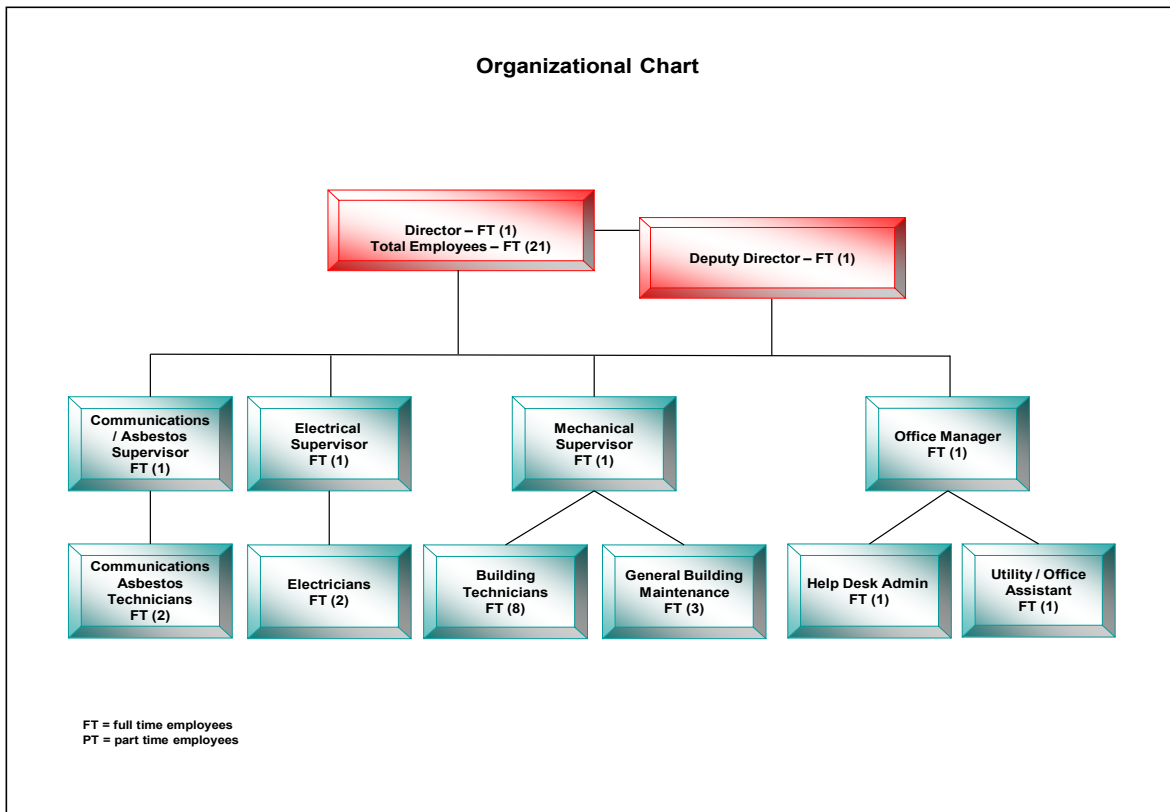 Organizational Chart
Director – FT (1)
Total Employees – FT (21)
Deputy Director – FT (1)
Communications
/ Asbestos
Supervisor
FT (1)
Electrical
Supervisor
FT (1)
Mechanical
Supervisor
FT (1)
Office Manager
FT (1)
Communications
Asbestos
Technicians
FT (2)
Electricians
FT (2)
Building
Technicians
FT (8)
General Building
Maintenance
FT (3)
Help Desk Admin
FT (1)
Utility / Office
Assistant
FT (1)
FT = full time employees
PT = part time employees